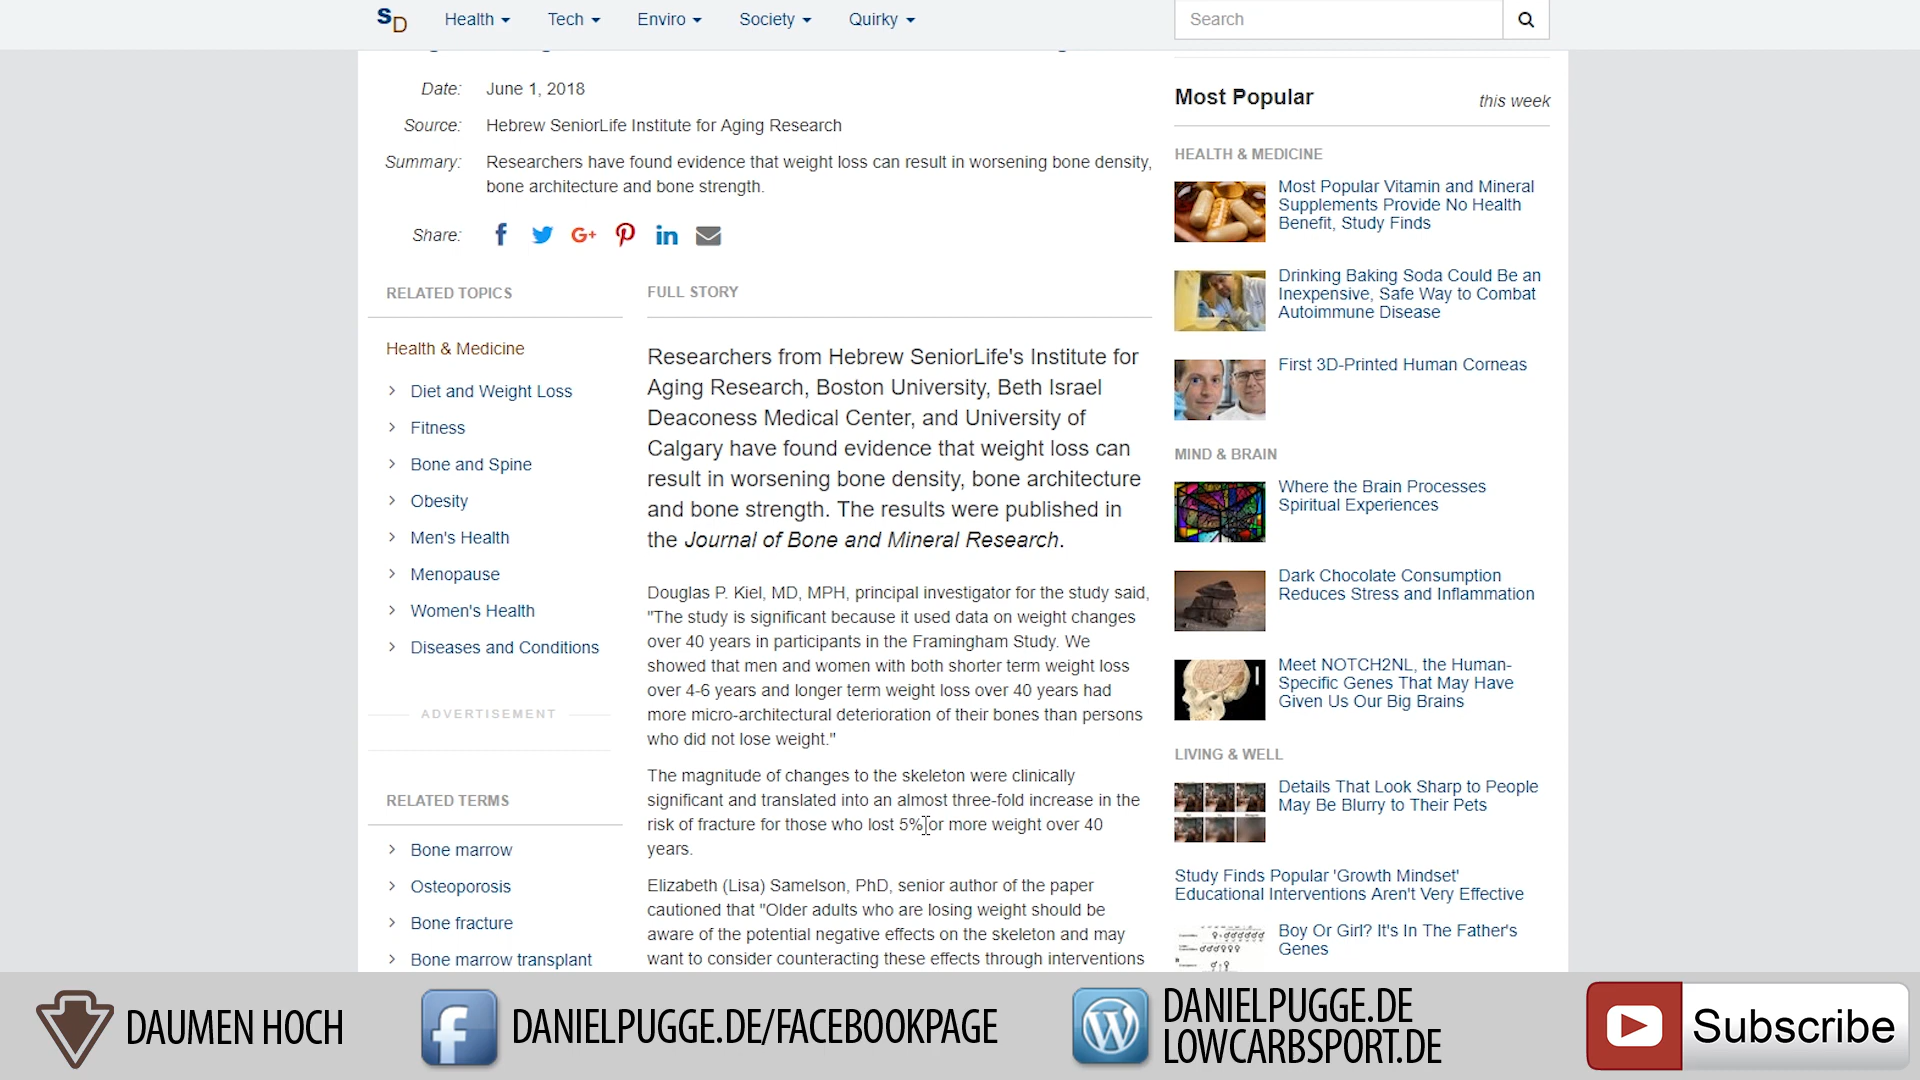 SD
Health
Tech
Enviro
Society
Quirky
Search
Date: June 1, 2018
Source: Hebrew SeniorLife Institute for Aging Research
Summary: Researchers have found evidence that weight loss can result in worsening bone density,
bone architecture and bone strength.
Share:
RELATED TOPICS
Health & Medicine
Diet and Weight Loss
Fitness
Bone and Spine
Obesity
Men's Health
Menopause
Women's Health
Diseases and Conditions
ADVERTISEMENT
RELATED TERMS
Bone marrow
Osteoporosis
Bone fracture
Bone marrow transplant
FULL STORY
Researchers from Hebrew SeniorLife's Institute for
Aging Research, Boston University, Beth Israel
Deaconess Medical Center, and University of
Calgary have found evidence that weight loss can
result in worsening bone density, bone architecture
and bone strength. The results were published in
the Journal of Bone and Mineral Research.
Douglas P. Kiel, MD, MPH, principal investigator for the study said,
"The study is significant because it used data on weight changes
over 40 years in participants in the Framingham Study. We
showed that men and women with both shorter term weight loss
over 4-6 years and longer term weight loss over 40 years had
more micro-architectural deterioration of their bones than persons
who did not lose weight."
The magnitude of changes to the skeleton were clinically
significant and translated into an almost three-fold increase in the
risk of fracture for those who lost 5% or more weight over 40
years.
Elizabeth (Lisa) Samelson, PhD, senior author of the paper
cautioned that "Older adults who are losing weight should be
aware of the potential negative effects on the skeleton and may
want to consider counteracting these effects through interventions
Most Popular
this week
HEALTH & MEDICINE
Most Popular Vitamin and Mineral
Supplements Provide No Health
Benefit, Study Finds
Drinking Baking Soda Could Be an
Inexpensive, Safe Way to Combat
Autoimmune Disease
First 3D-Printed Human Corneas
MIND & BRAIN
Where the Brain Processes
Spiritual Experiences
Dark Chocolate Consumption
Reduces Stress and Inflammation
Meet NOTCH2NL, the Human-
Specific Genes That May Have
Given Us Our Big Brains
LIVING & WELL
Details That Look Sharp to People
May Be Blurry to Their Pets
Study Finds Popular 'Growth Mindset'
Educational Interventions Aren't Very Effective
Boy Or Girl? It's In The Father's
Genes
DAUMEN HOCH
DANIELPUGGE.DE/FACEBOOKPAGE
DANIELPUGGE.DE
LOWCARBSPORT.DE
Subscribe